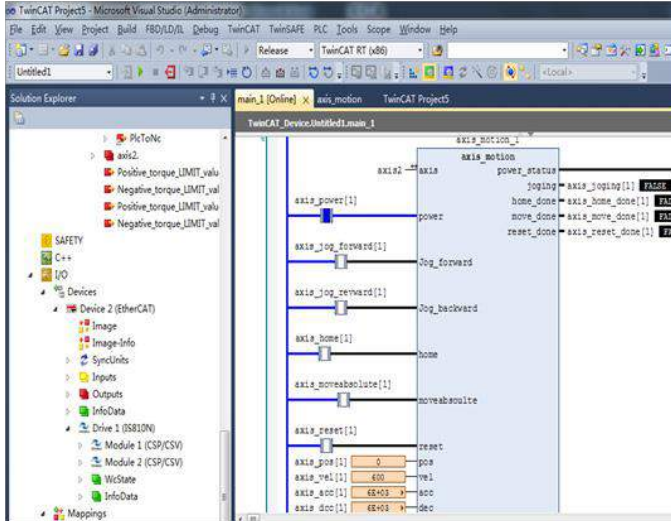 TwinCAT Project5 - Microsoft Visual Studio (Administrator)
File Edit View Project Build FBD/LD/IL Debug TwinCAT TwinSAFE PLC Tools Scope Window Help
Release TwinCAT RT (x86)
Untitled1 <Local>
Solution Explorer
main_1 [Online] axis_motion TwinCAT Project5
TwinCAT_Device.Untitled1.main_1
PlcToNc
axis2.
Positive_torque_LIMIT_valu
Negative_torque_LIMIT_val
Positive_torque_LIMIT_valu
Negative_torque_LIMIT_val
SAFETY
C++
I/O
Devices
Device 2 (EtherCAT)
Image
Image-Info
SyncUnits
Inputs
Outputs
InfoData
Drive 1 (IS810N)
Module 1 (CSP/CSV)
Module 2 (CSP/CSV)
WcState
InfoData
Mappings
axis_motion_1
axis_motion
axis2 axis power_status
joging axis_joging[1] FALSE
home_done axis_home_done[1] FAL
move_done axis_move_done[1] FA
reset_done axis_reset_done[1] F
axis_power[1]
power
axis_jog_forward[1]
Jog_forward
axis_jog_revward[1]
Jog_backward
axis_home[1]
home
axis_moveabsolute[1]
moveabsoulte
axis_reset[1]
reset
axis_pos[1] 0 pos
axis_vel[1] 600 vel
axis_acc[1] 6E+03 acc
axis_dcc[1] 6E+03 dec